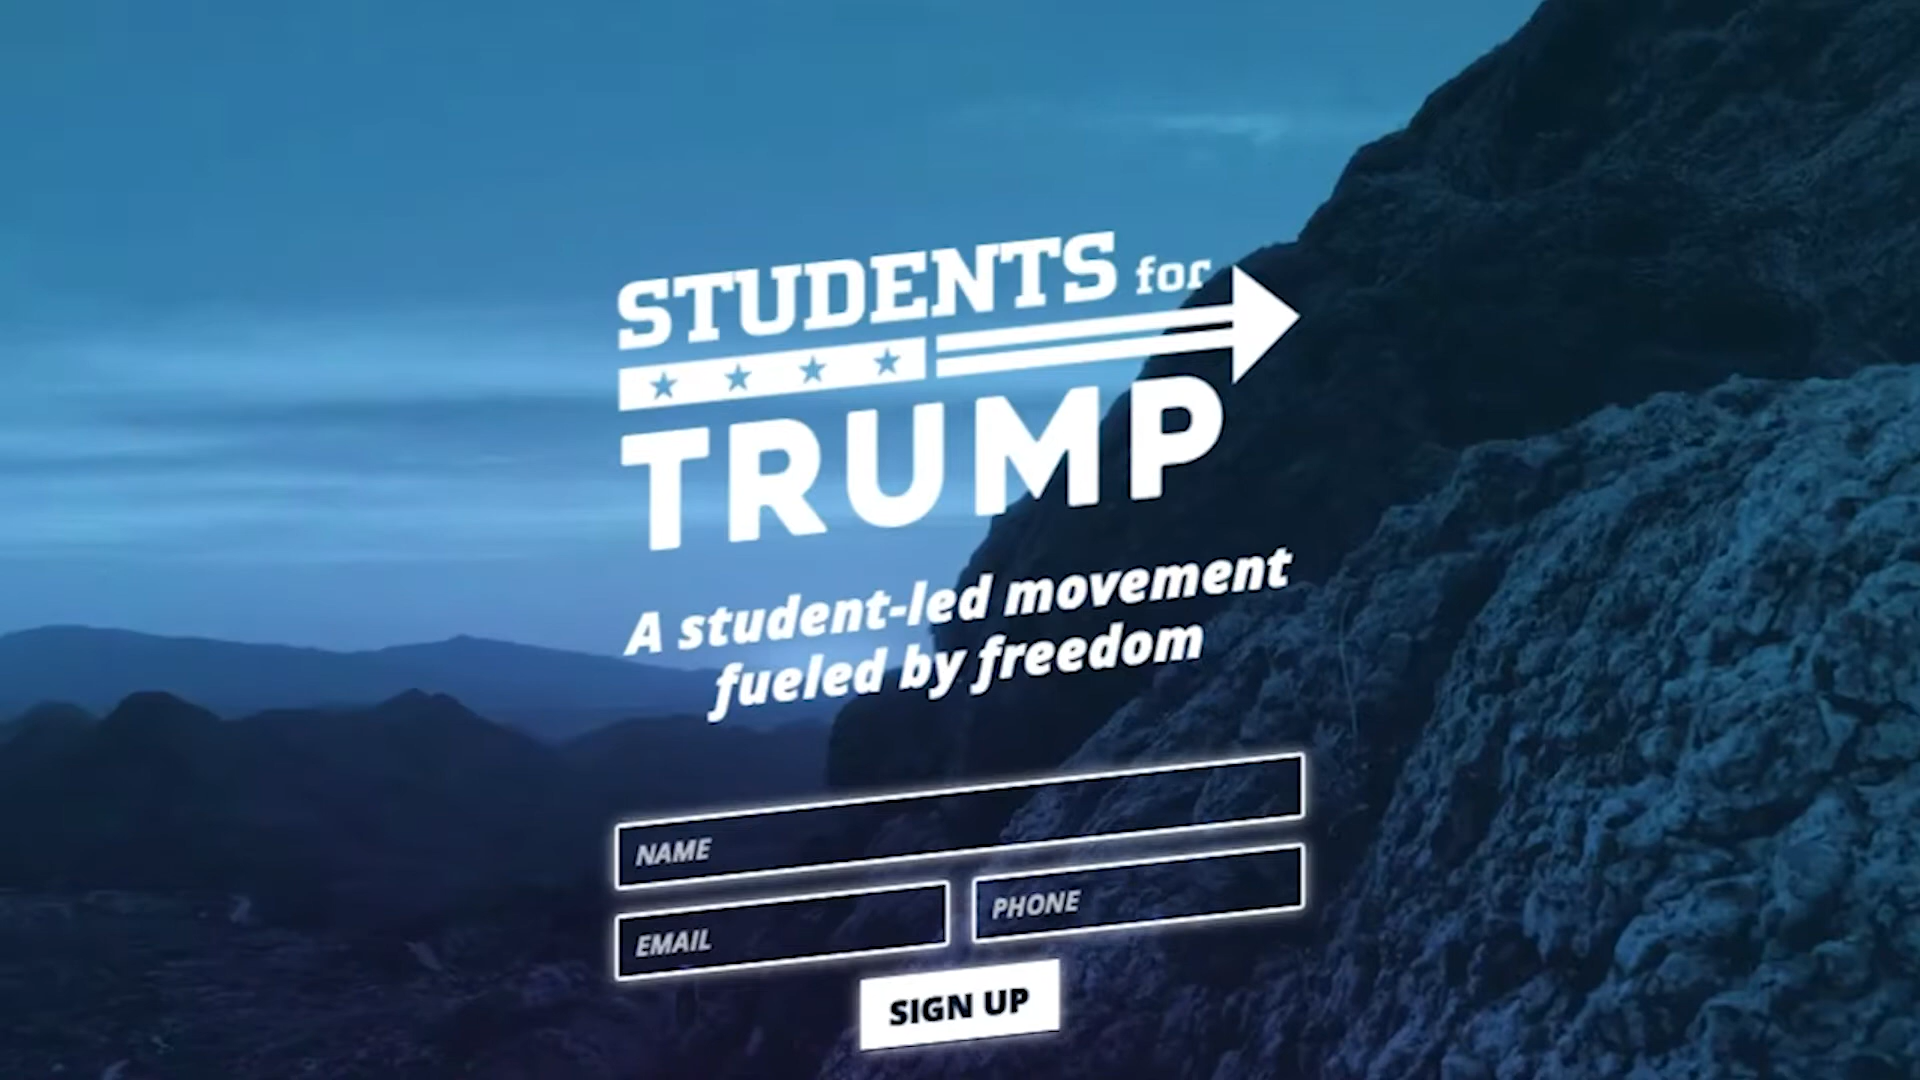 STUDENTS for
TRUMP
A student-led movement
fueled by freedom
NAME
EMAIL PHONE
SIGN UP